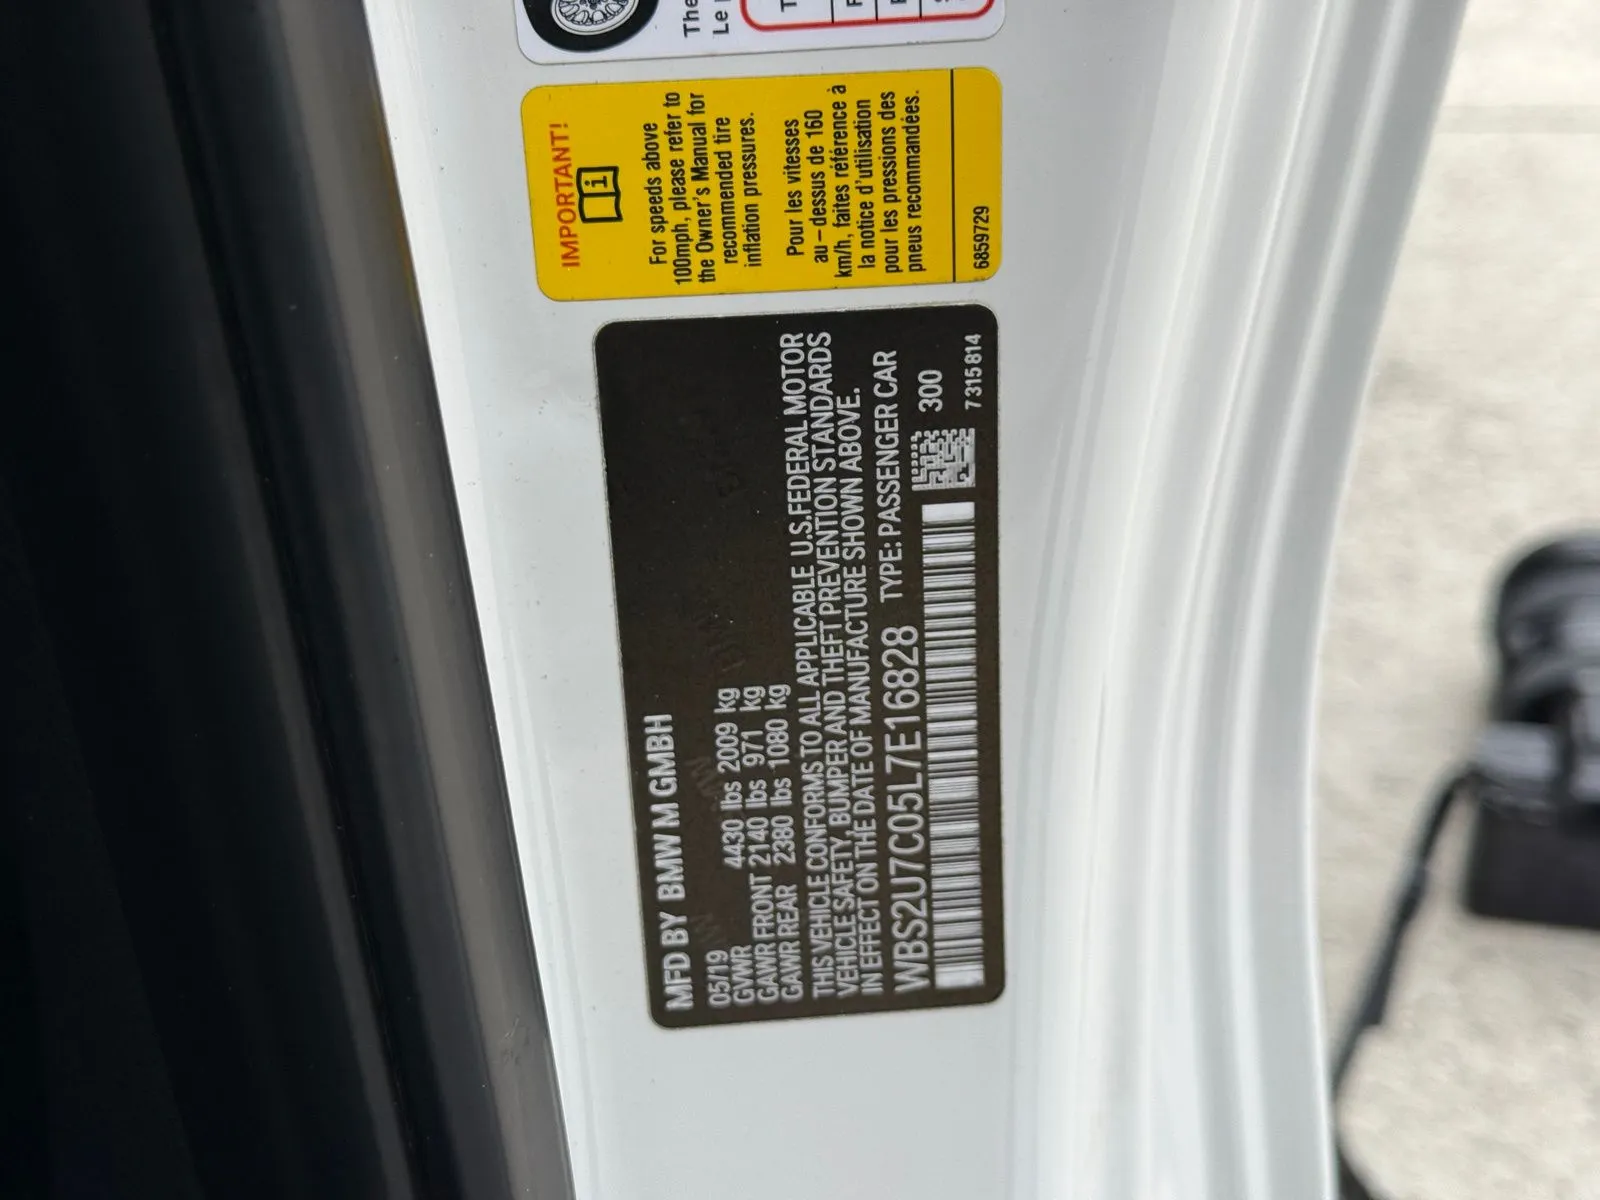 The
Le
IMPORTANT!
For speeds above
100mph, please refer to
the Owner's Manual for
recommended tire
inflation pressures.
Pour les vitesses
au-dessus de 160
km/h, faites référence à
la notice d'utilisation
pour les pressions des
pneus recommandées.
6859729
MFD BY BMW M GMBH
05/19
GVWR 4430 lbs 2009 kg
GAWR FRONT 2140 lbs 971 kg
GAWR REAR 2380 lbs 1080 kg
THIS VEHICLE CONFORMS TO ALL APPLICABLE U.S.FEDERAL MOTOR
VEHICLE SAFETY, BUMPER AND THEFT PREVENTION STANDARDS
IN EFFECT ON THE DATE OF MANUFACTURE SHOWN ABOVE.
WBS2U7C05L7E16828 TYPE: PASSENGER CAR
300
7315814